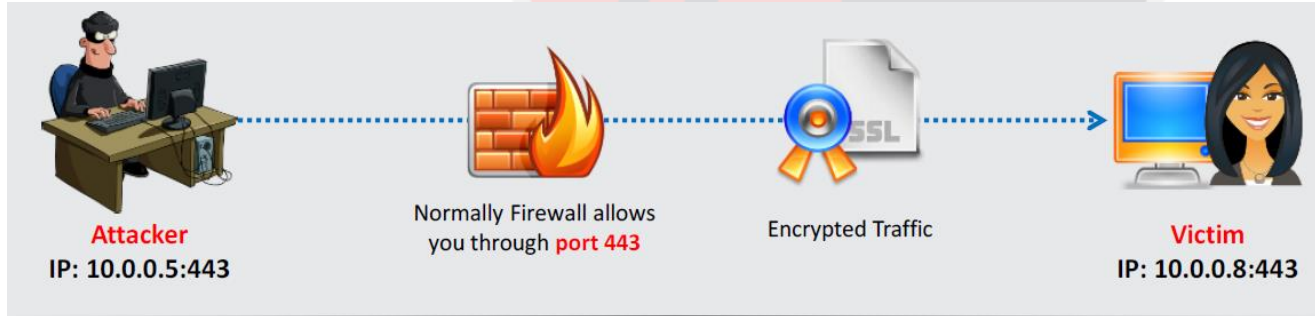 Attacker
IP: 10.0.0.5:443
Normally Firewall allows
you through port 443
SSL
Encrypted Traffic
Victim
IP: 10.0.0.8:443